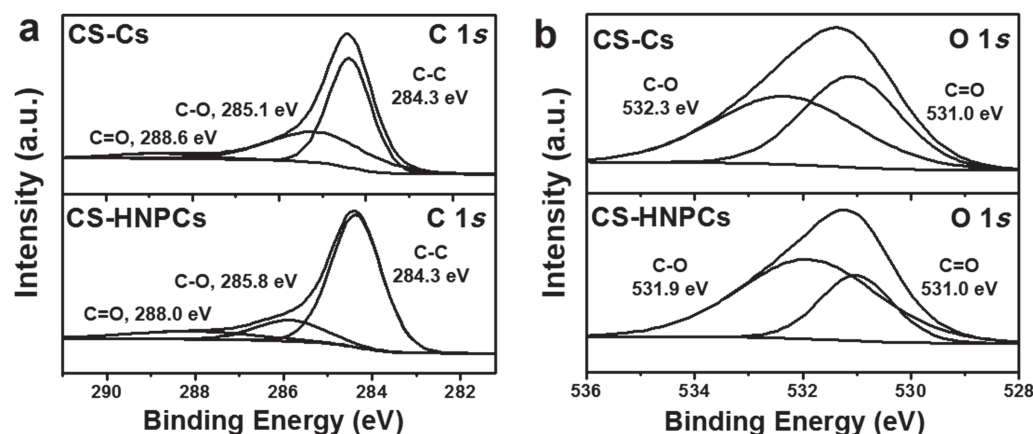 a
CS-Cs
C 1s
C-C
284.3 eV
C-O, 285.1 eV
C=O, 288.6 eV
CS-HNPCs
C 1s
C-C
284.3 eV
C-O, 285.8 eV
C=O, 288.0 eV
Intensity (a.u.)
290 288 286 284 282
Binding Energy (eV)
b
CS-Cs
O 1s
C-O
532.3 eV
C=O
531.0 eV
CS-HNPCs
O 1s
C-O
531.9 eV
C=O
531.0 eV
Intensity (a.u.)
536 534 532 530 528
Binding Energy (eV)